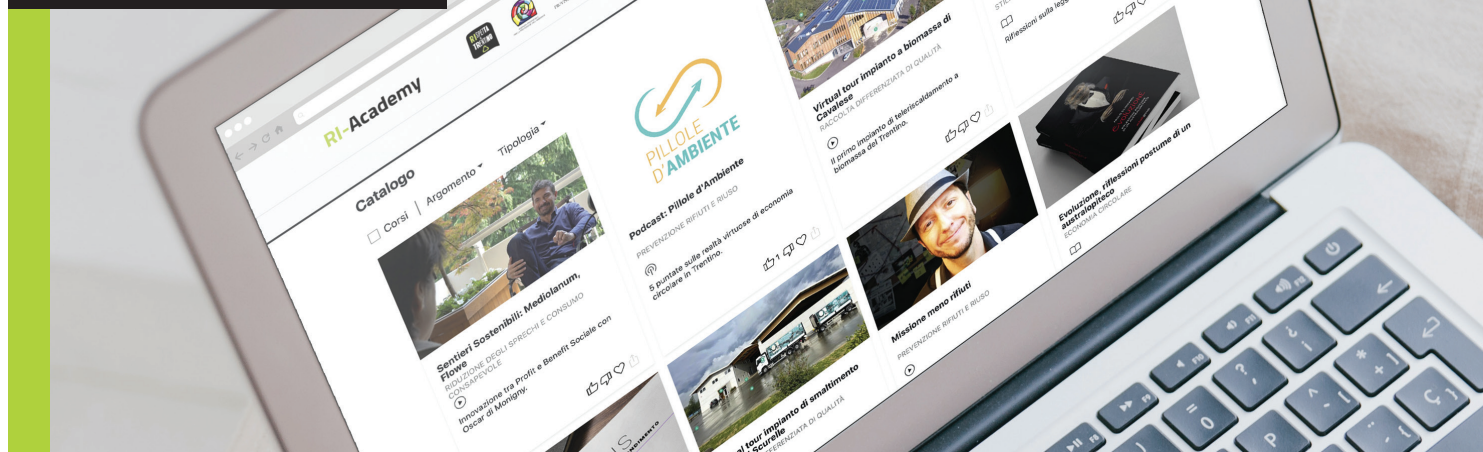 RI-Academy
RISPETTA
TRENTINO
Catalogo
Corsi | Argomento Tipologia
Sentieri Sostenibili: Mediolanum,
Flowe
RIDUZIONE DEGLI SPRECHI E CONSUMO
CONSAPEVOLE
Innovazione tra Profit e Benefit Sociale con
Oscar di Monigny.
PILLOLE
D'AMBIENTE
Podcast: Pillole d'Ambiente
PREVENZIONE RIFIUTI E RIUSO
5 puntate sulle realtà virtuose di economia
circolare in Trentino.
1
Virtual tour impianto a biomassa di
Cavalese
RACCOLTA DIFFERENZIATA DI QUALITÀ
Il primo impianto di teleriscaldamento a
biomassa del Trentino.
Riflessioni sulla
tour impianto di smaltimento
Scurelle
DI QUALITÀ
Missione meno rifiuti
PREVENZIONE RIFIUTI E RIUSO
Evoluzione, riflessioni postume di un
australopiteco
ECONOMIA CIRCOLARE